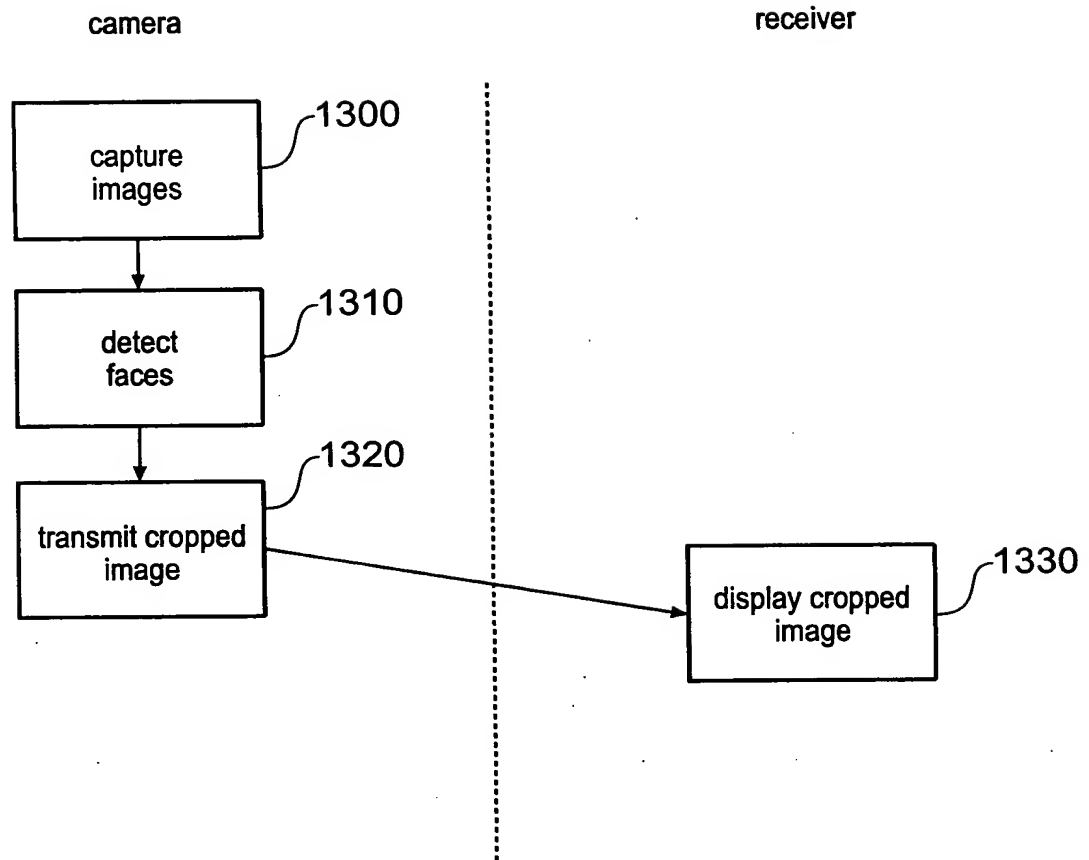 camera
receiver
1300
capture
images
1310
detect
faces
1320
transmit cropped
image
1330
display cropped
image